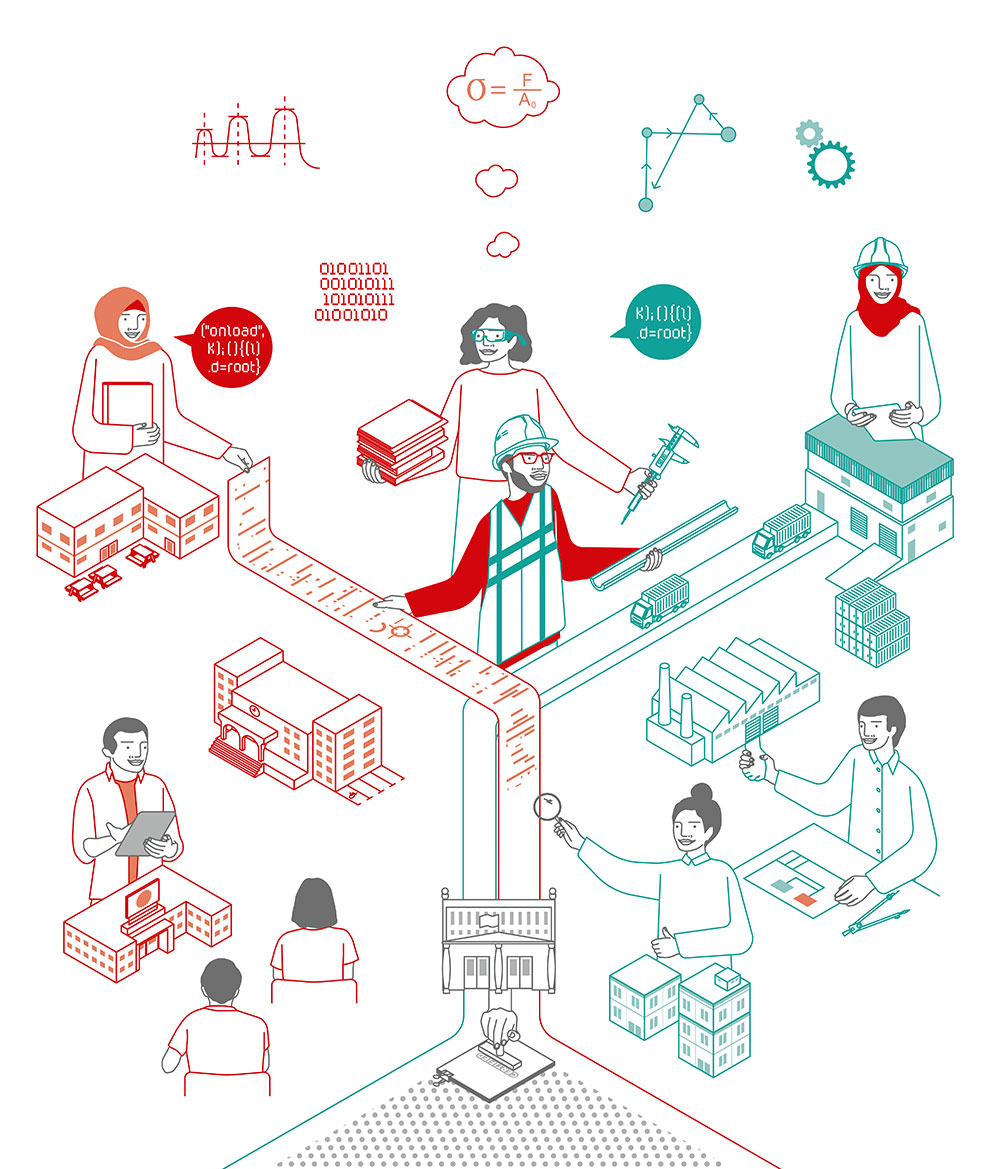 σ = F
A₀
01001101
001010111
101010111
01001010
("onload",
K);(){(\)
.d=root}
K);(){(\)
.d=root}